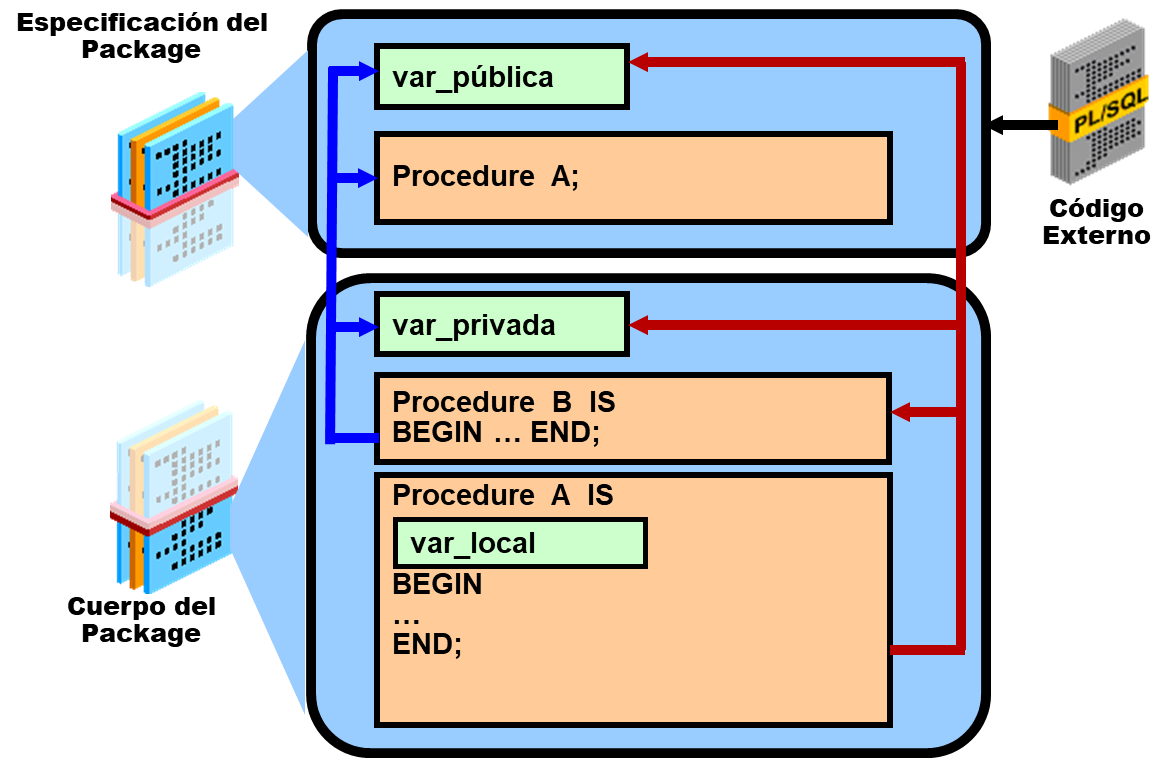 Especificación del
Package
var_pública
Procedure A;
PL/SQL
Código
Externo
var_privada
Procedure B IS
BEGIN … END;
Procedure A IS
var_local
BEGIN
…
END;
Cuerpo del
Package